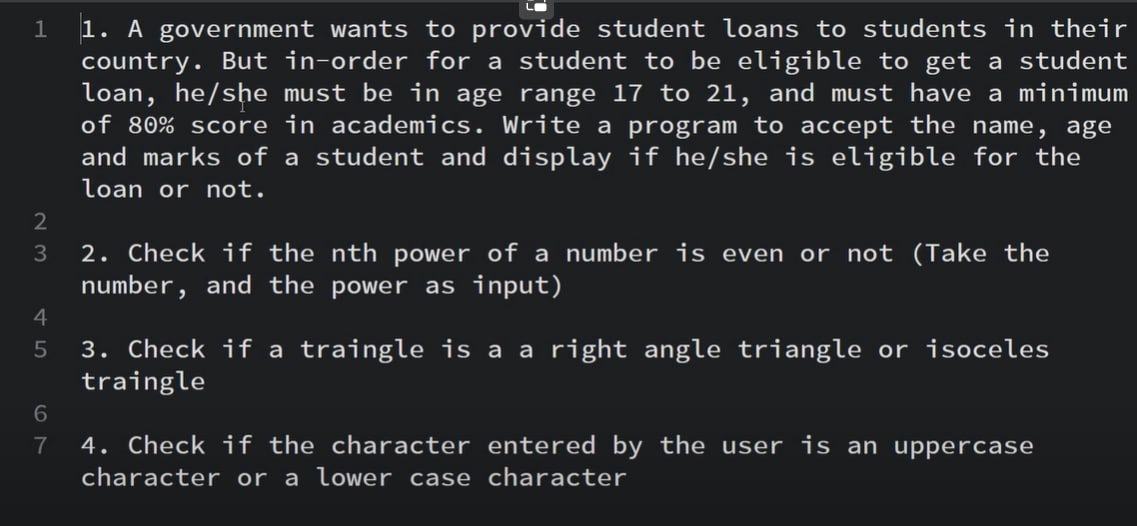 1 1. A government wants to provide student loans to students in their
country. But in-order for a student to be eligible to get a student
loan, he/she must be in age range 17 to 21, and must have a minimum
of 80% score in academics. Write a program to accept the name, age
and marks of a student and display if he/she is eligible for the
loan or not.
2
3 2. Check if the nth power of a number is even or not (Take the
number, and the power as input)
4
5 3. Check if a traingle is a a right angle triangle or isoceles
traingle
6
7 4. Check if the character entered by the user is an uppercase
character or a lower case character